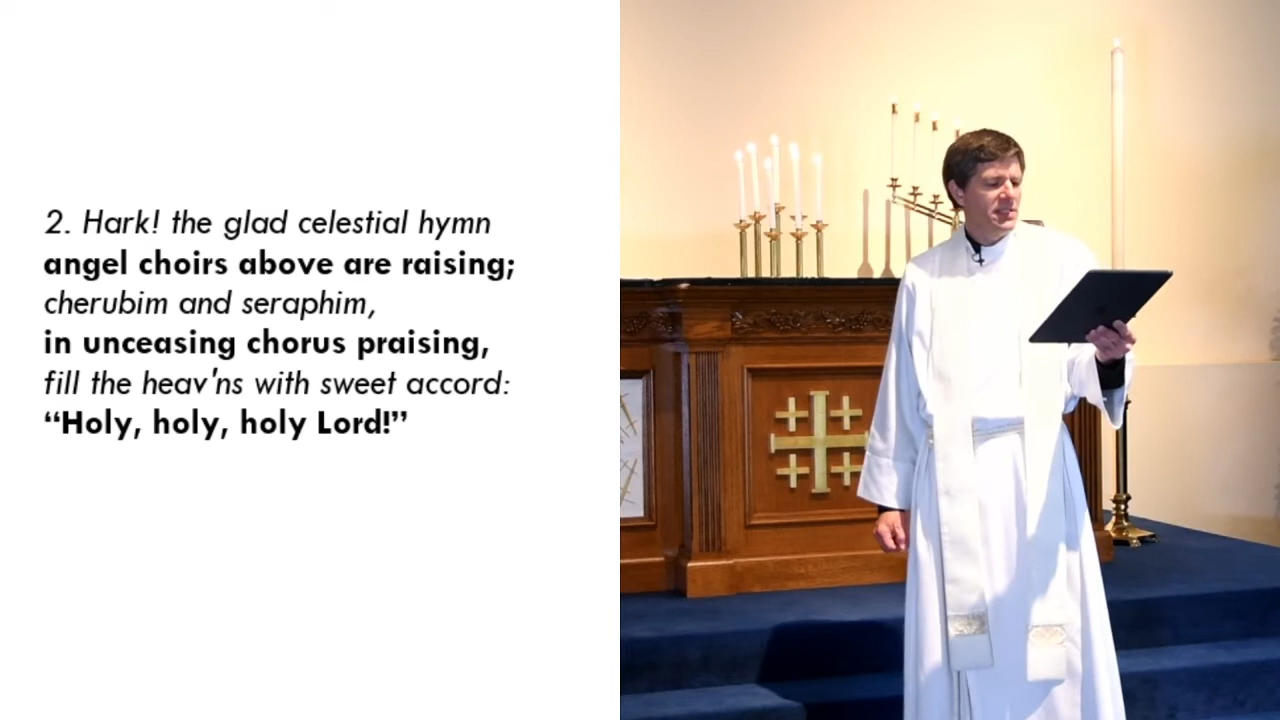 2. Hark! the glad celestial hymn
angel choirs above are raising;
cherubim and seraphim,
in unceasing chorus praising,
fill the heav'ns with sweet accord:
“Holy, holy, holy Lord!”